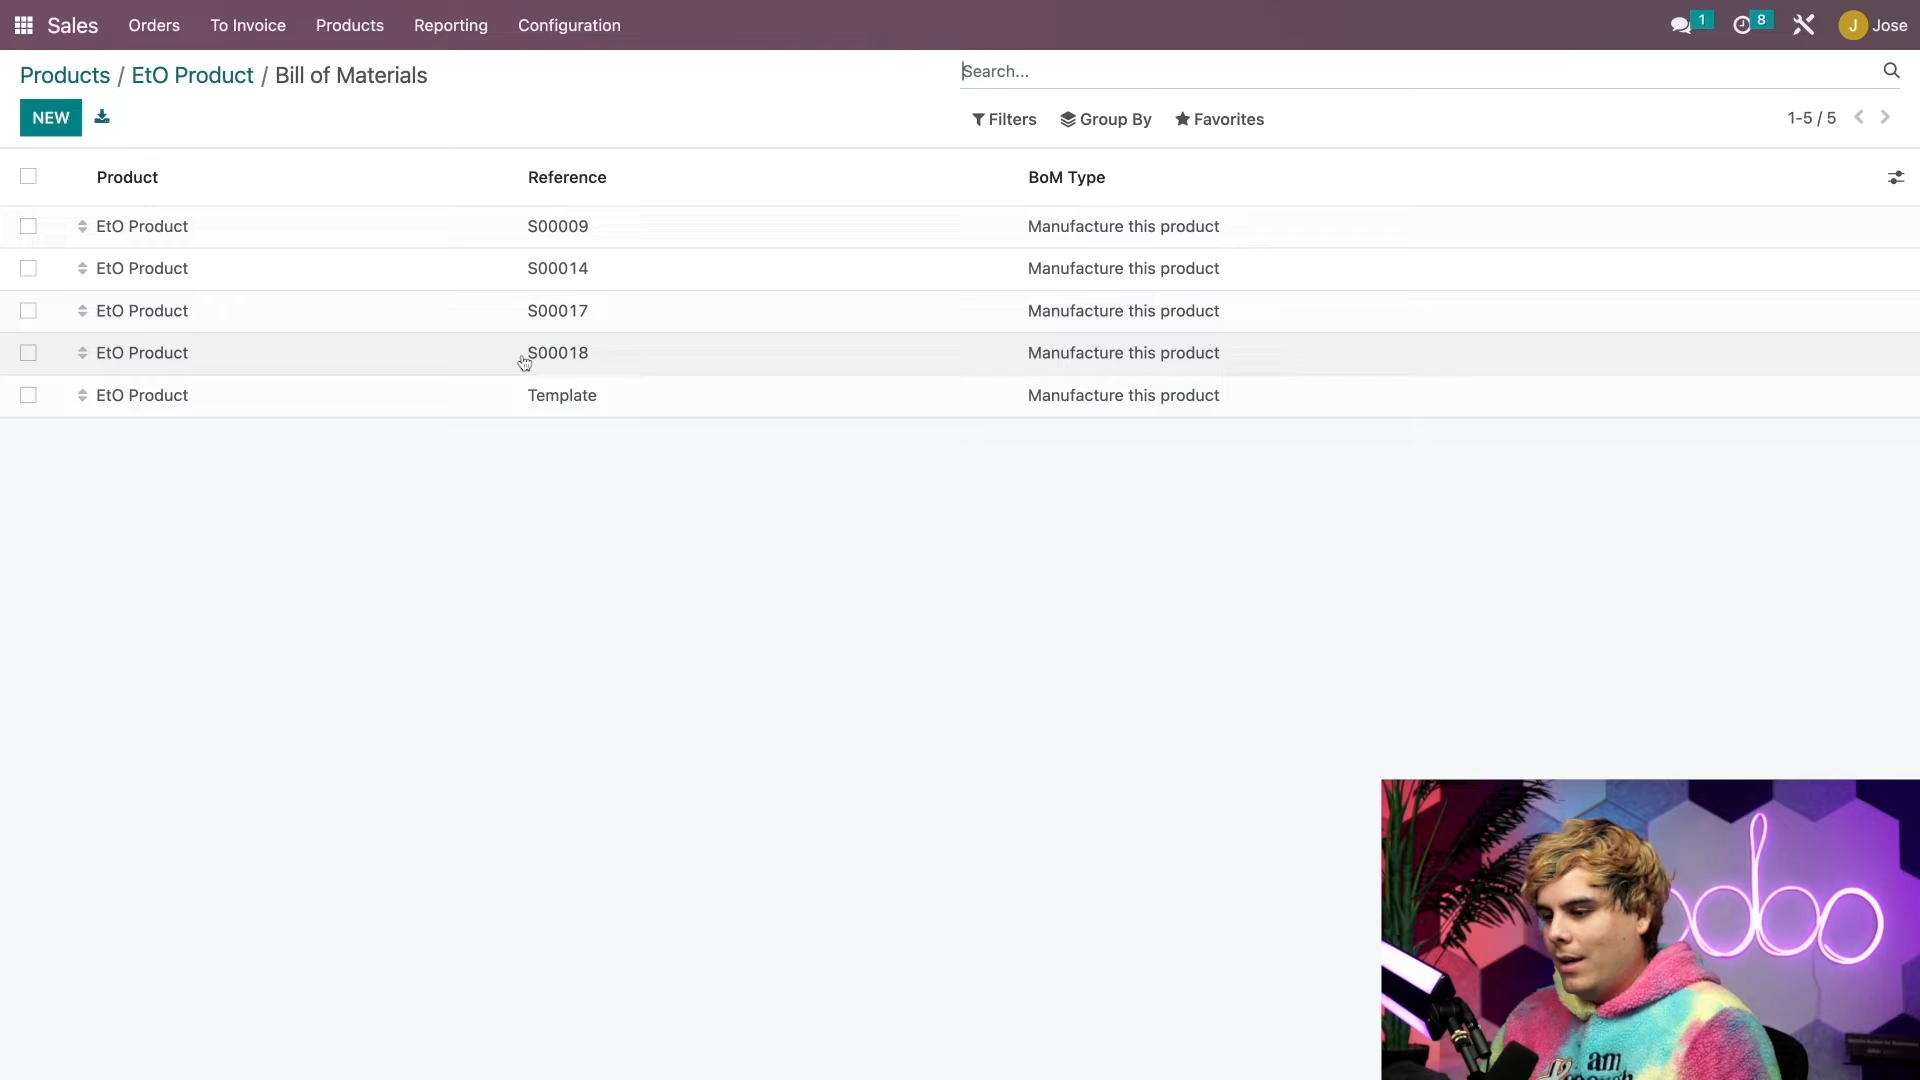 Sales Orders To Invoice Products Reporting Configuration 1 8 J Jose
Products / EtO Product / Bill of Materials
Search...
NEW
Filters Group By Favorites
1-5 / 5
Product Reference BoM Type
EtO Product S00009 Manufacture this product
EtO Product S00014 Manufacture this product
EtO Product S00017 Manufacture this product
EtO Product S00018 Manufacture this product
EtO Product Template Manufacture this product
am